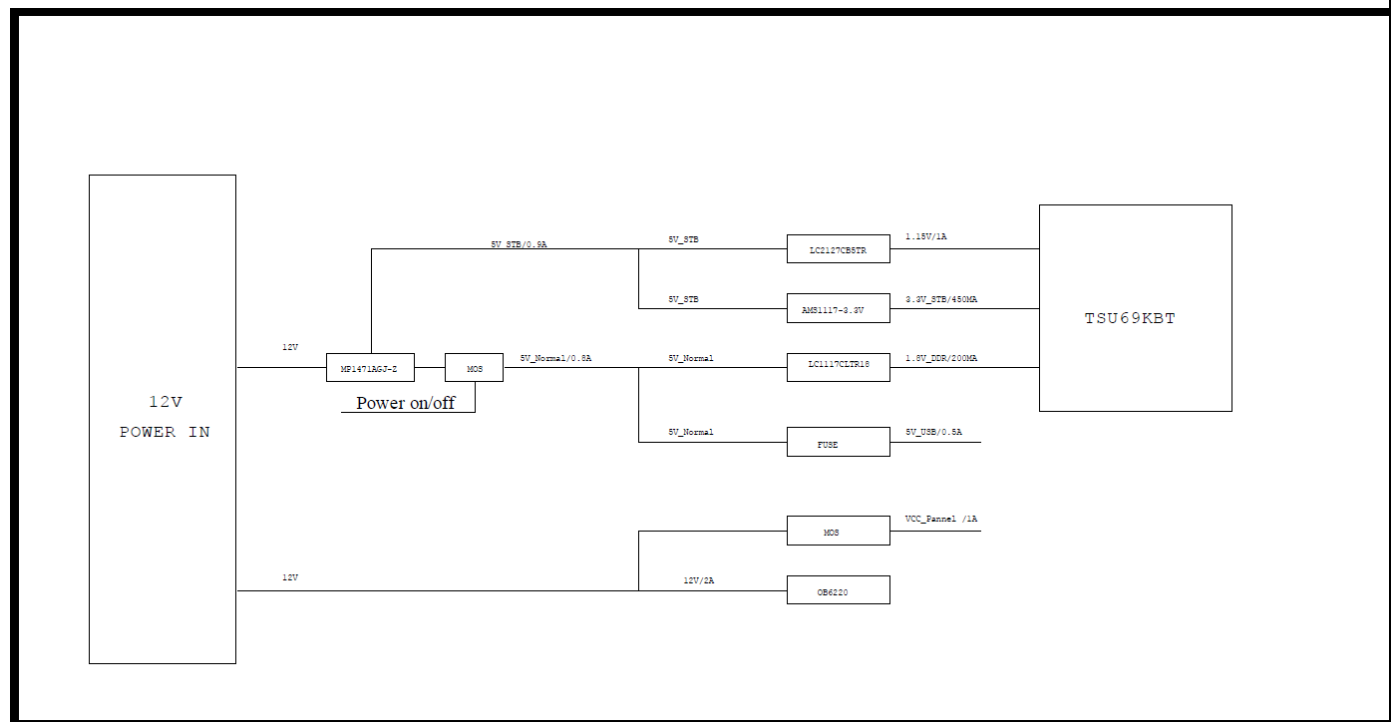 5V_STB/0.9A
5V_STB
LC2127CB5TR
1.15V/1A
5V_STB
AMS1117-3.3V
3.3V_STB/450MA
TSU69KBT
12V
MP1471AGJ-Z
MOS
5V_Normal/0.8A
5V_Normal
LC1117CLTR18
1.8V_DDR/200MA
Power on/off
12V
POWER IN
5V_Normal
FUSE
5V_USB/0.5A
MOS
VCC_Pannel /1A
12V
12V/2A
OB6220